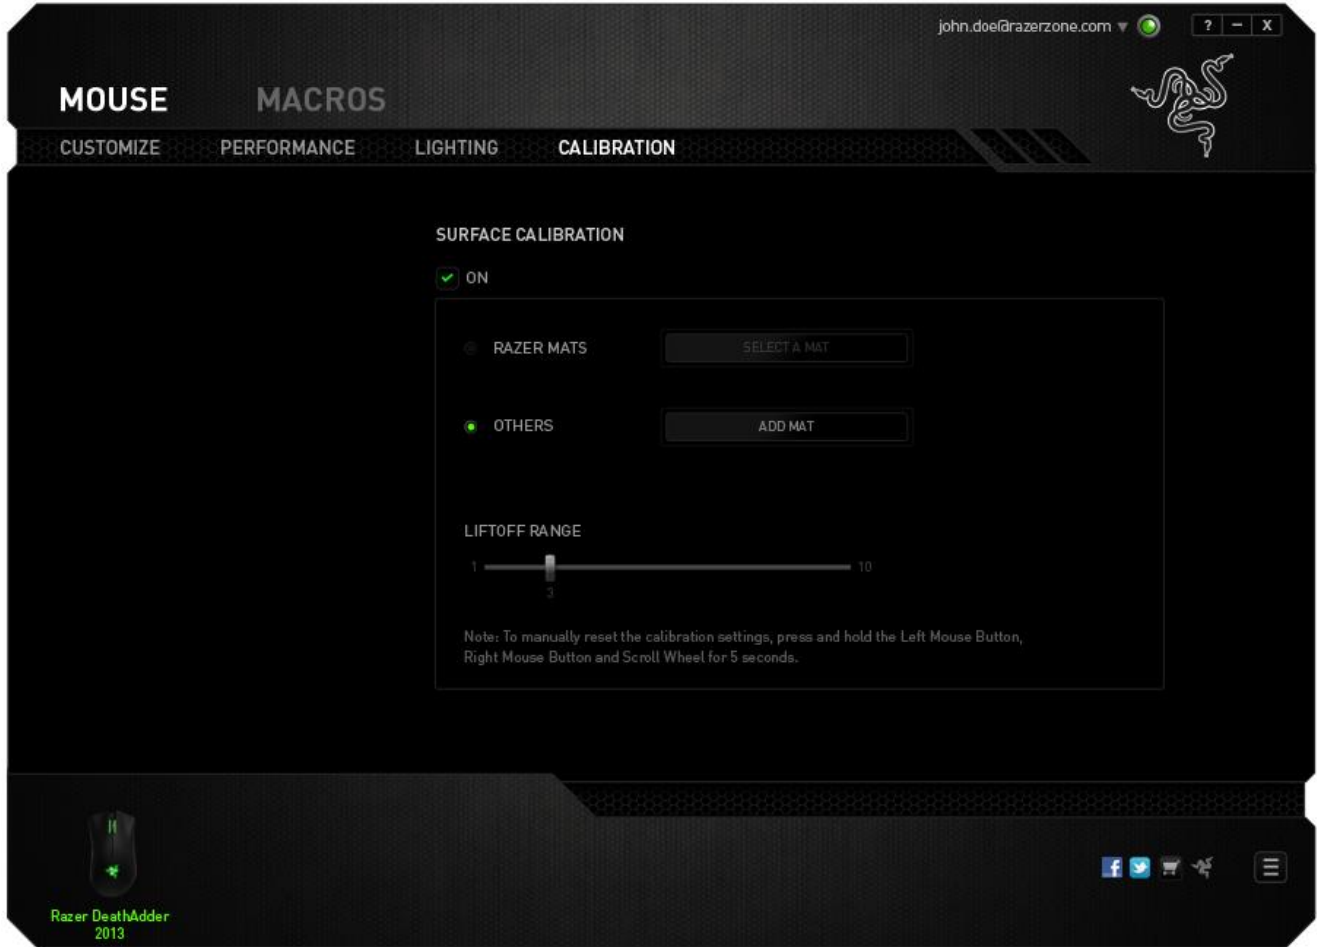 john.doe@razerzone.com
? – X
MOUSE MACROS
CUSTOMIZE PERFORMANCE LIGHTING CALIBRATION
SURFACE CALIBRATION
ON
RAZER MATS SELECT A MAT
OTHERS ADD MAT
LIFTOFF RANGE
1 10
3
Note: To manually reset the calibration settings, press and hold the Left Mouse Button,
Right Mouse Button and Scroll Wheel for 5 seconds.
Razer DeathAdder
2013